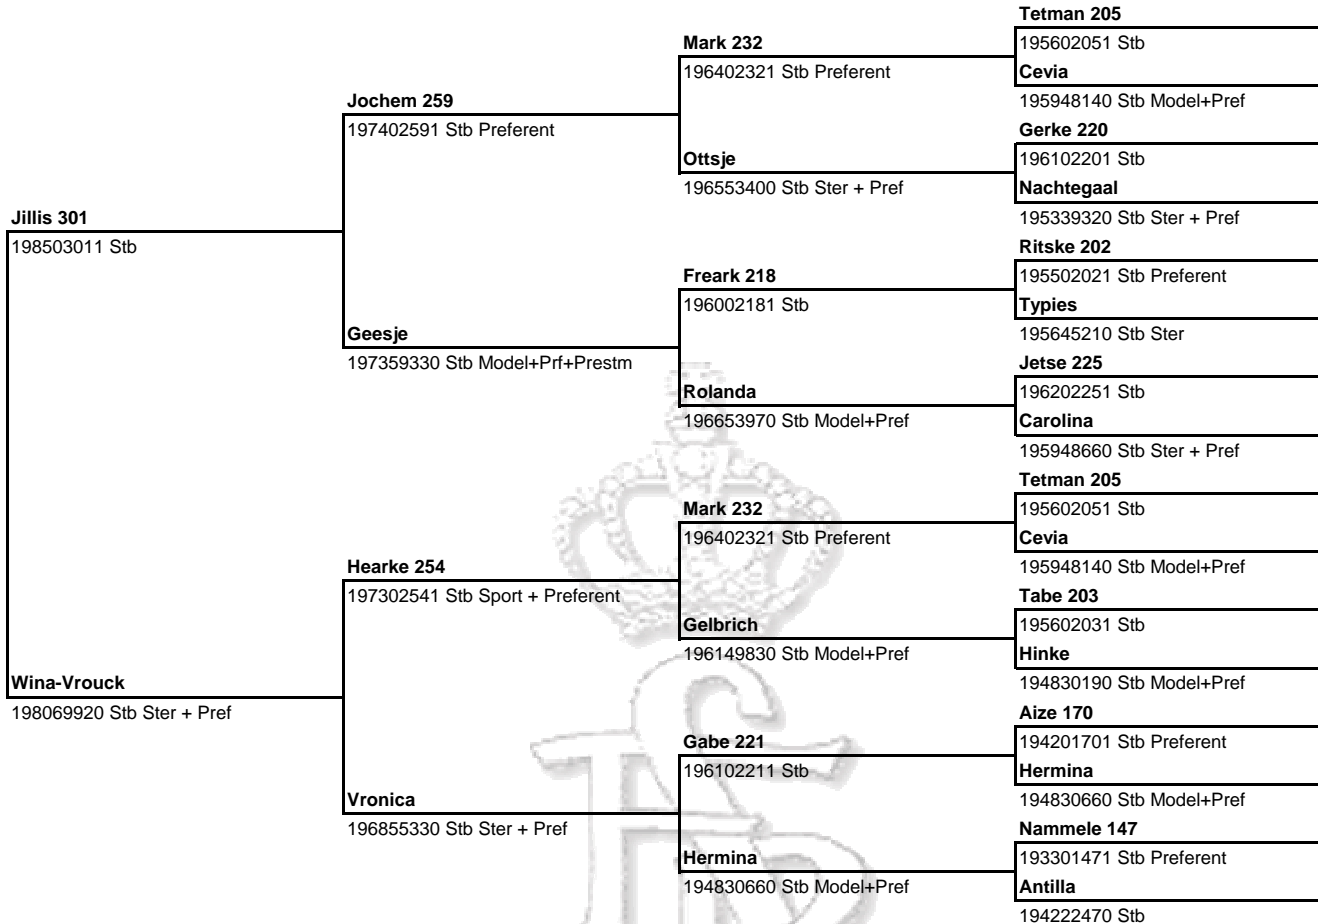 Jillis 301
198503011 Stb
Wina-Vrouck
198069920 Stb Ster + Pref
Jochem 259
197402591 Stb Preferent
Geesje
197359330 Stb Model+Prf+Prestm
Hearke 254
197302541 Stb Sport + Preferent
Vronica
196855330 Stb Ster + Pref
Mark 232
196402321 Stb Preferent
Ottsje
196553400 Stb Ster + Pref
Freark 218
196002181 Stb
Rolanda
196653970 Stb Model+Pref
Mark 232
196402321 Stb Preferent
Gelbrich
196149830 Stb Model+Pref
Gabe 221
196102211 Stb
Hermina
194830660 Stb Model+Pref
Tetman 205
195602051 Stb
Cevia
195948140 Stb Model+Pref
Gerke 220
196102201 Stb
Nachtegaal
195339320 Stb Ster + Pref
Ritske 202
195502021 Stb Preferent
Typies
195645210 Stb Ster
Jetse 225
196202251 Stb
Carolina
195948660 Stb Ster + Pref
Tetman 205
195602051 Stb
Cevia
195948140 Stb Model+Pref
Tabe 203
195602031 Stb
Hinke
194830190 Stb Model+Pref
Aize 170
194201701 Stb Preferent
Hermina
194830660 Stb Model+Pref
Nammele 147
193301471 Stb Preferent
Antilla
194222470 Stb